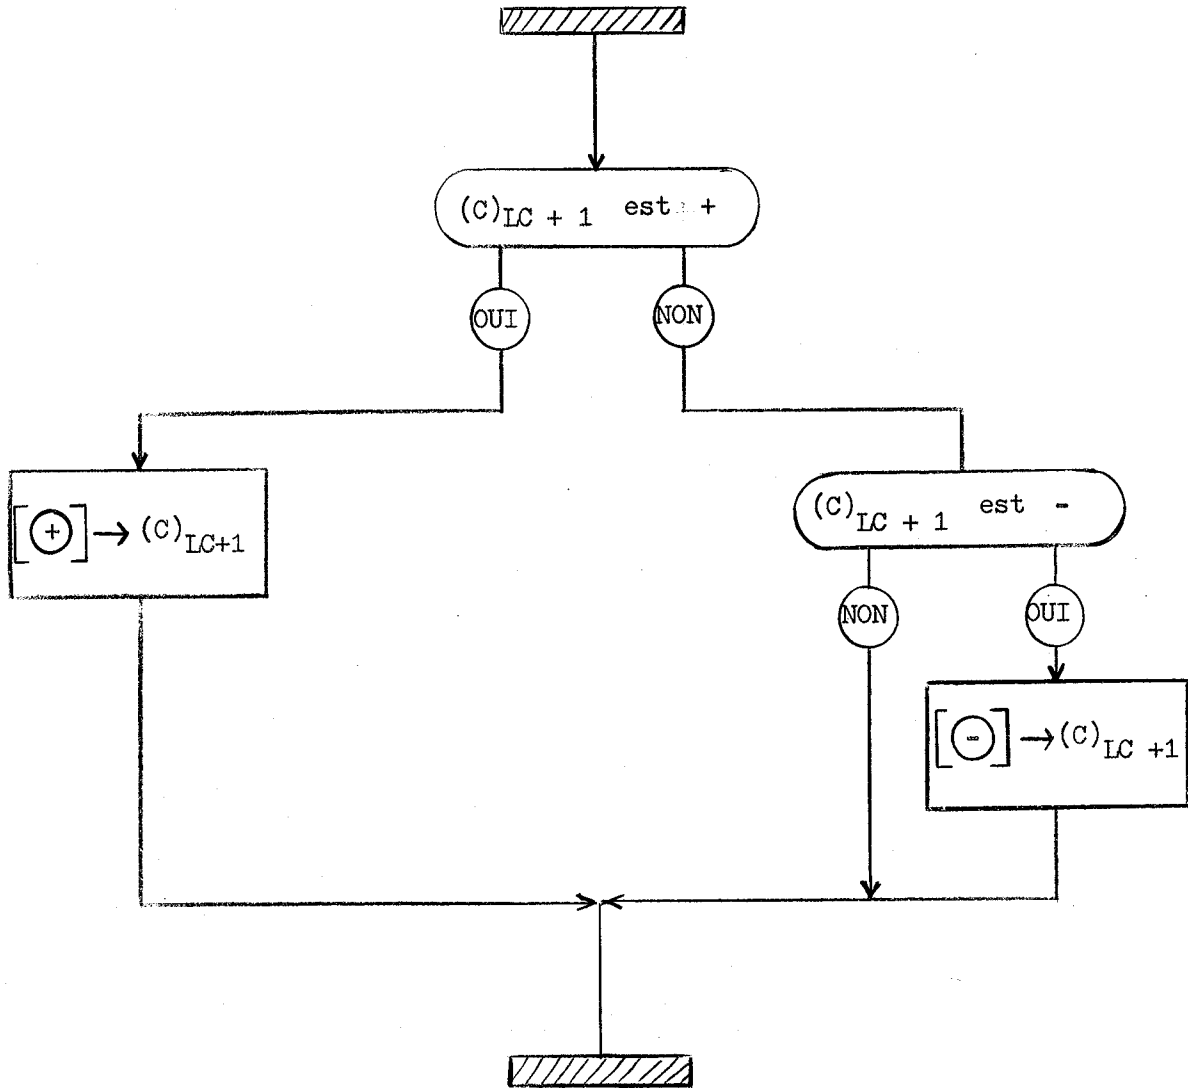 (C)LC + 1 est +
OUI
NON
[⊕] → (C)LC+1
(C)LC + 1 est -
NON
OUI
[⊖] → (C)LC +1